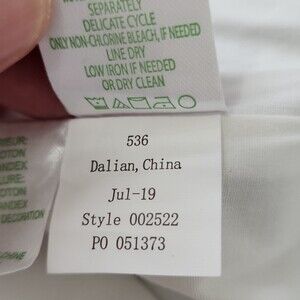 SEPARATELY
DELICATE CYCLE
ONLY NON-CHLORINE BLEACH, IF NEEDED
LINE DRY
LOW IRON IF NEEDED
OR DRY CLEAN
536
Dalian, China
Jul-19
Style 002522
PO 051373
DECORATION